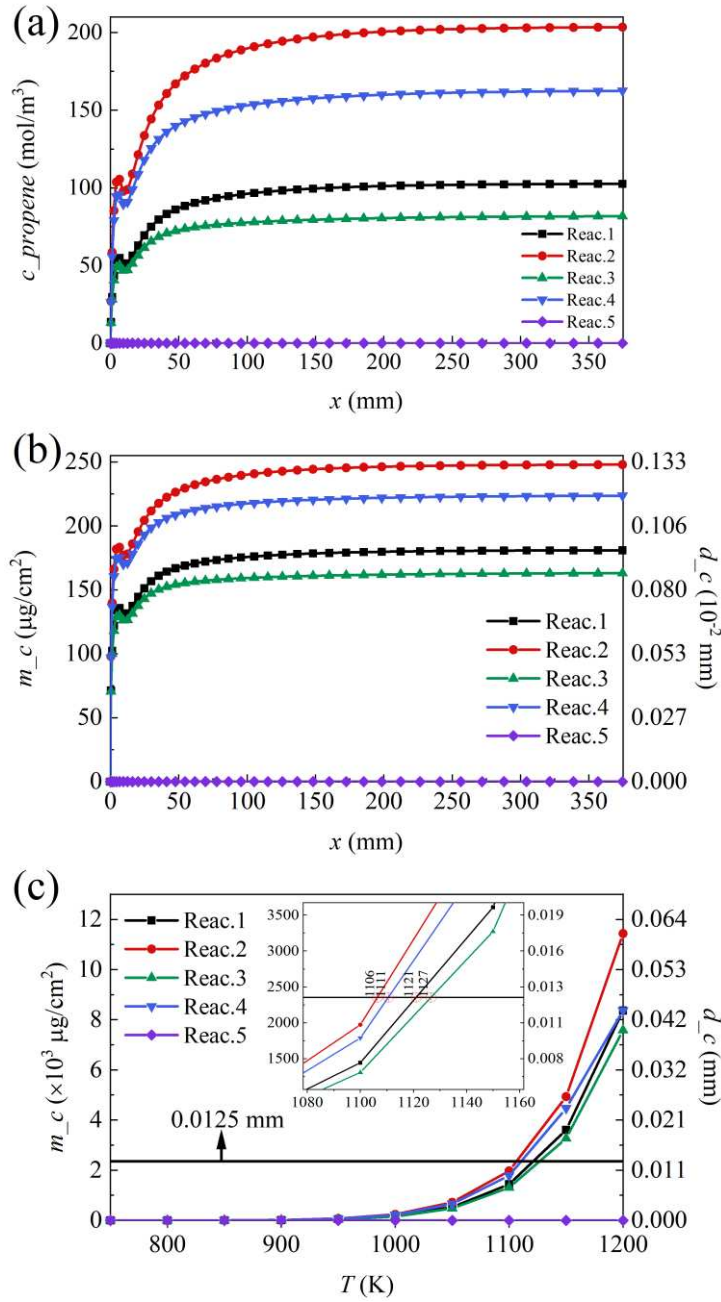 (a)
200
150
100
50
0
c_propene (mol/m³)
Reac.1
Reac.2
Reac.3
Reac.4
Reac.5
0 50 100 150 200 250 300 350
x (mm)
(b)
250
200
150
100
50
0
m_c (μg/cm²)
0.133
0.106
0.080
0.053
0.027
0.000
d_c (10⁻² mm)
Reac.1
Reac.2
Reac.3
Reac.4
Reac.5
0 50 100 150 200 250 300 350
x (mm)
(c)
12
10
8
6
4
2
0
m_c (×10³ μg/cm²)
Reac.1
Reac.2
Reac.3
Reac.4
Reac.5
0.0125 mm
3500
3000
2500
2000
1500
1106
1111
1121
1127
0.019
0.016
0.013
0.011
0.008
1080 1100 1120 1140 1160
0.064
0.053
0.042
0.032
0.021
0.011
0.000
d_c (mm)
800 900 1000 1100 1200
T (K)